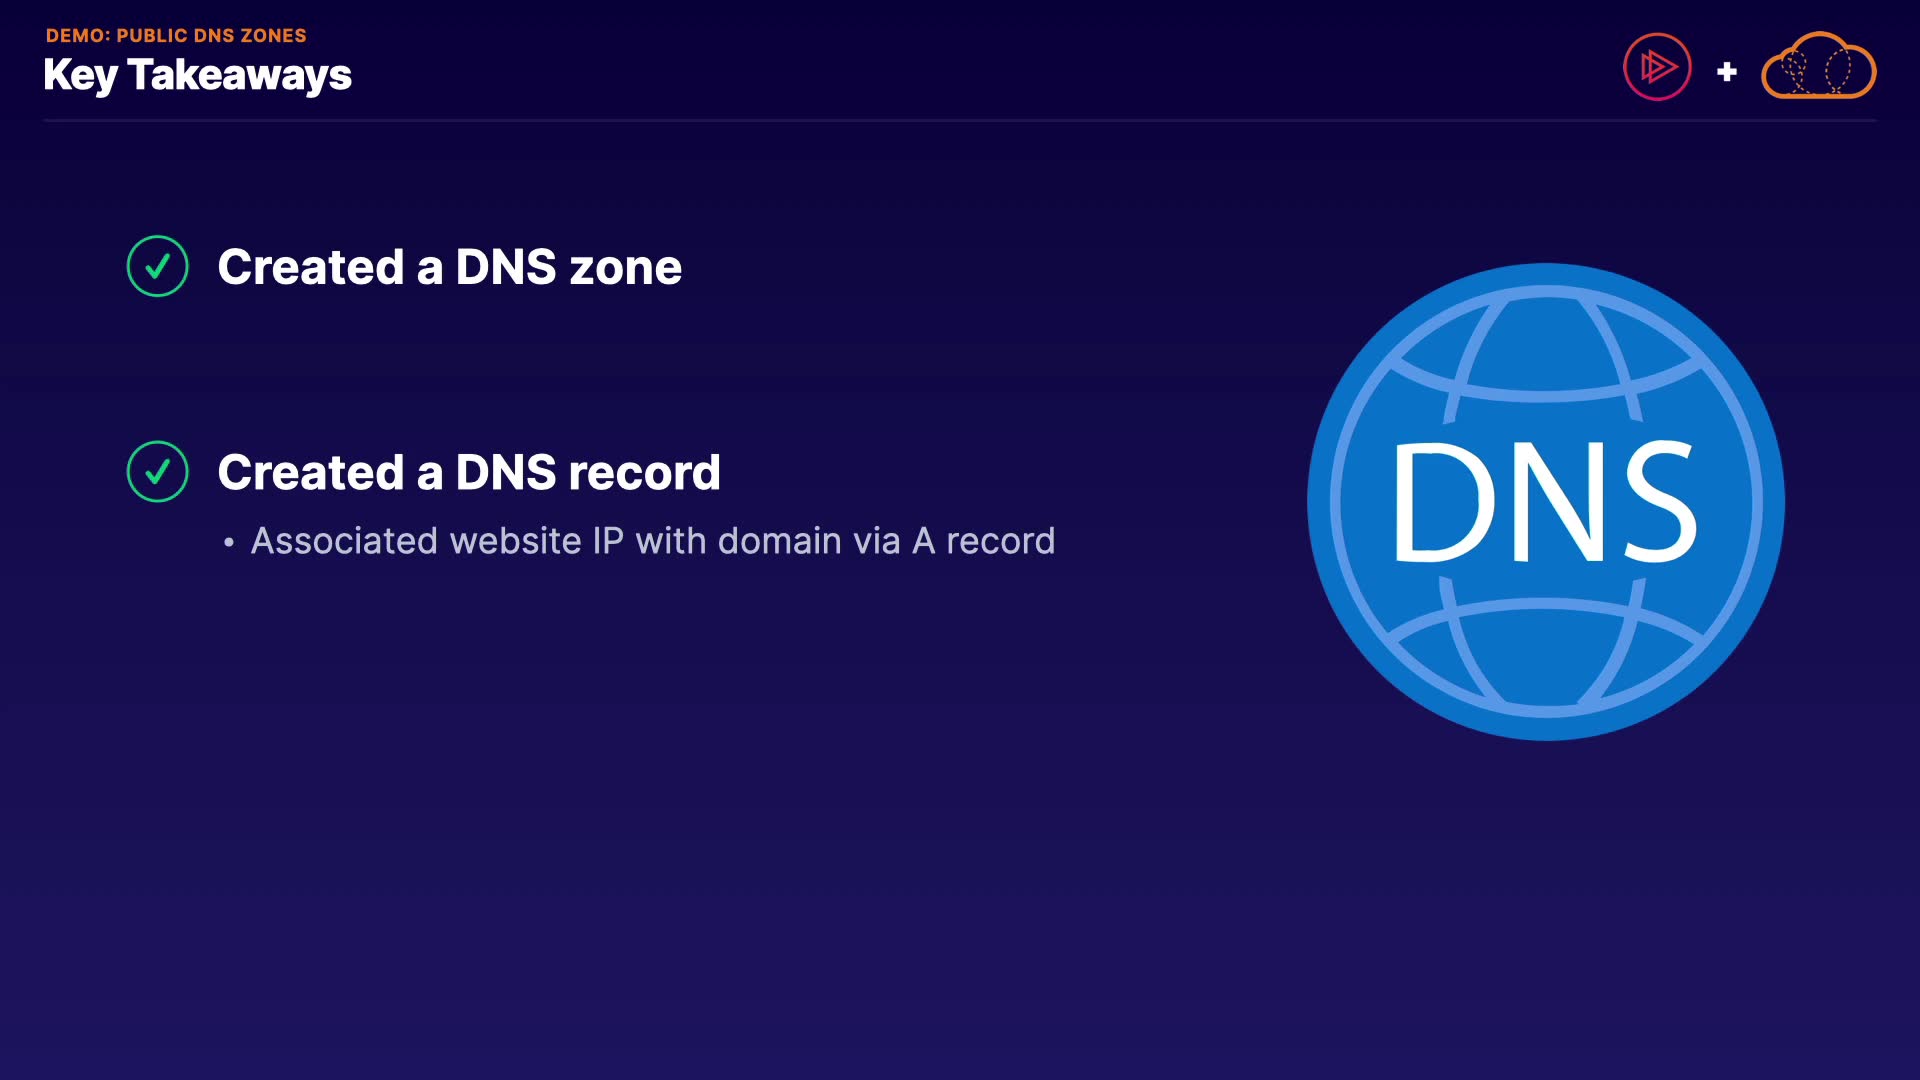 DEMO: PUBLIC DNS ZONES
Key Takeaways
+
Created a DNS zone
Created a DNS record
• Associated website IP with domain via A record
DNS